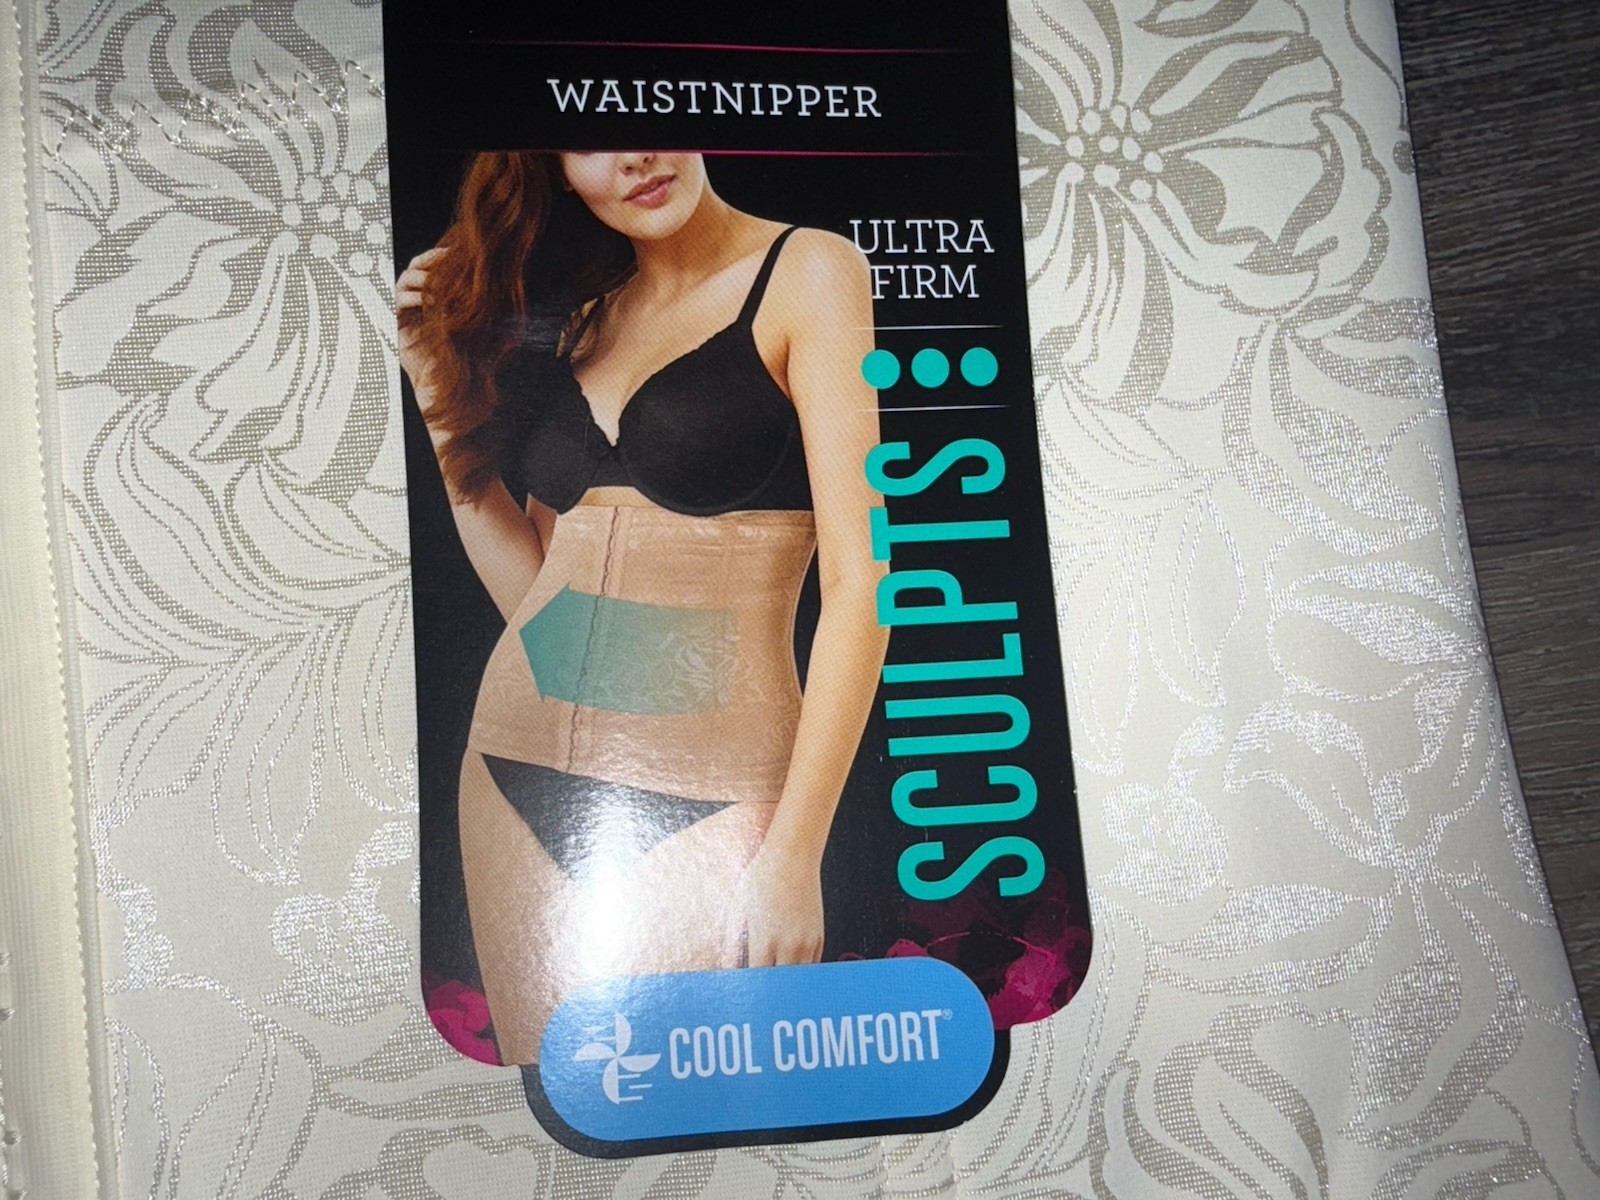 WAISTNIPPER
ULTRA
FIRM
SCULPTS
COOL COMFORT®